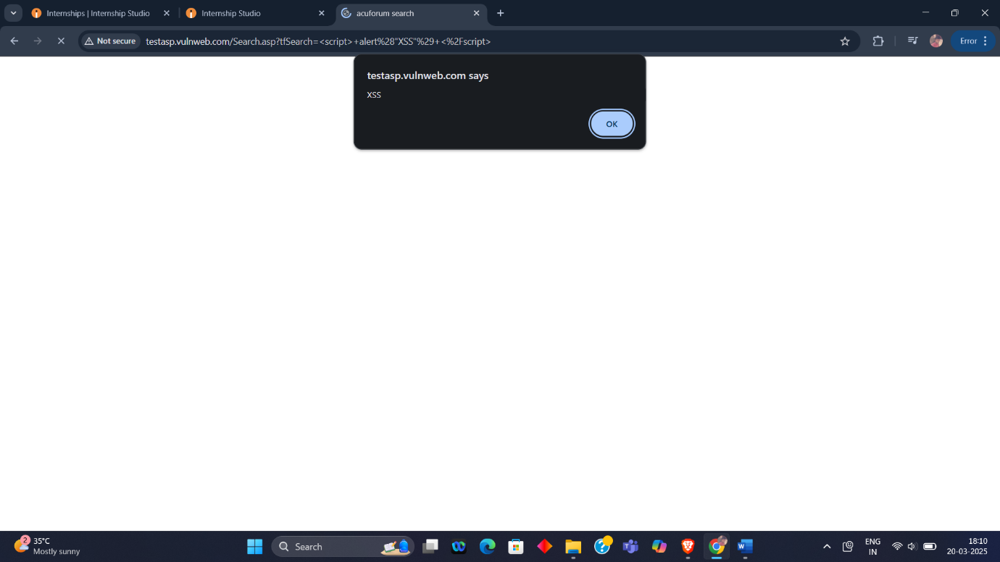 Internships | Internship Studio
Internship Studio
acuforum search
Not secure
testasp.vulnweb.com/Search.asp?tfSearch=<script>+alert%28"XSS"%29+<%2Fscript>
Error
testasp.vulnweb.com says
XSS
OK
2
35°C
Mostly sunny
Search
ENG
IN
18:10
20-03-2025